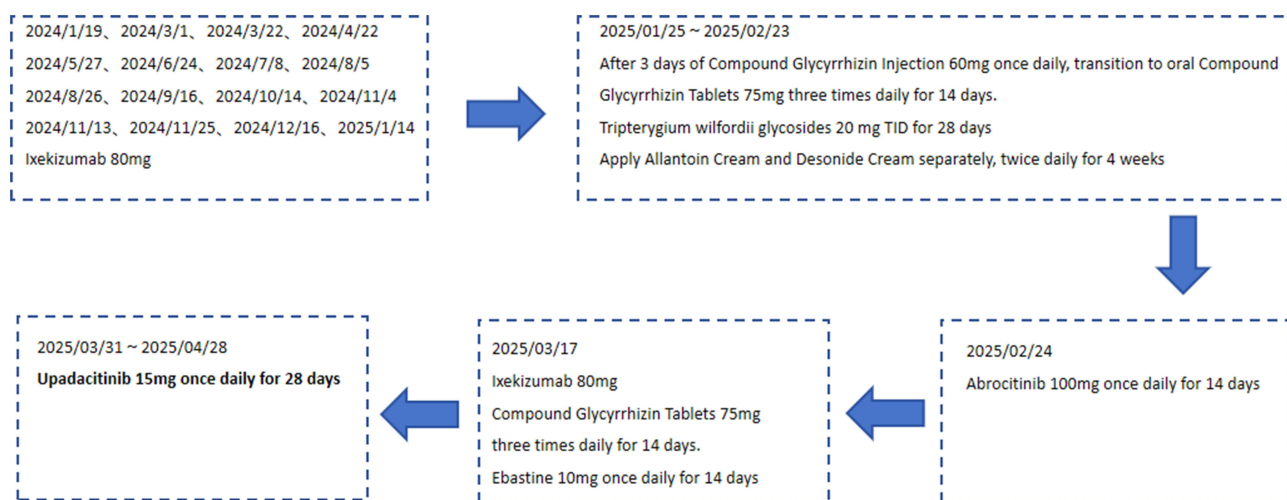 2024/1/19、2024/3/1、2024/3/22、2024/4/22
2024/5/27、2024/6/24、2024/7/8、2024/8/5
2024/8/26、2024/9/16、2024/10/14、2024/11/4
2024/11/13、2024/11/25、2024/12/16、2025/1/14
Ixekizumab 80mg
2025/01/25 ~ 2025/02/23
After 3 days of Compound Glycyrrhizin Injection 60mg once daily, transition to oral Compound
Glycyrrhizin Tablets 75mg three times daily for 14 days.
Tripterygium wilfordii glycosides 20 mg TID for 28 days
Apply Allantoin Cream and Desonide Cream separately, twice daily for 4 weeks
2025/02/24
Abrocitinib 100mg once daily for 14 days
2025/03/17
Ixekizumab 80mg
Compound Glycyrrhizin Tablets 75mg
three times daily for 14 days.
Ebastine 10mg once daily for 14 days
2025/03/31 ~ 2025/04/28
Upadacitinib 15mg once daily for 28 days